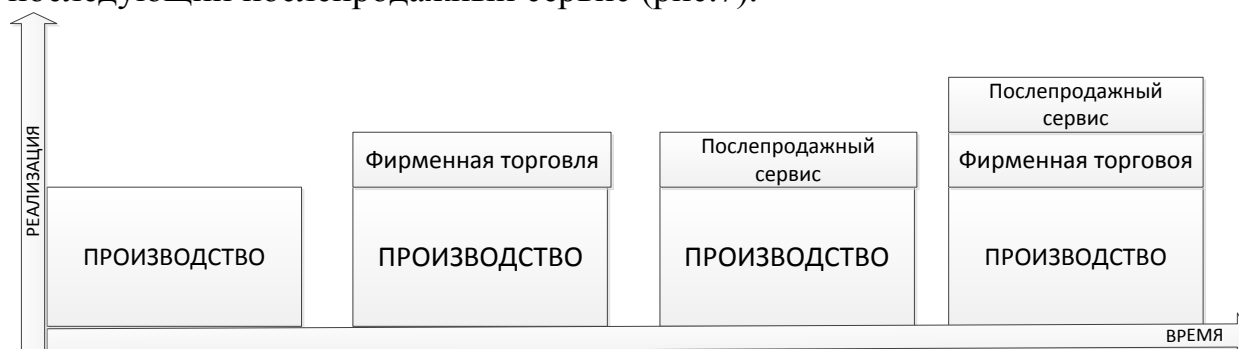 последующий послепродажный сервис (рис.7).
РЕАЛИЗАЦИЯ
ПРОИЗВОДСТВО
Фирменная торговля
ПРОИЗВОДСТВО
Послепродажный
сервис
ПРОИЗВОДСТВО
Послепродажный
сервис
Фирменная торговоя
ПРОИЗВОДСТВО
ВРЕМЯ